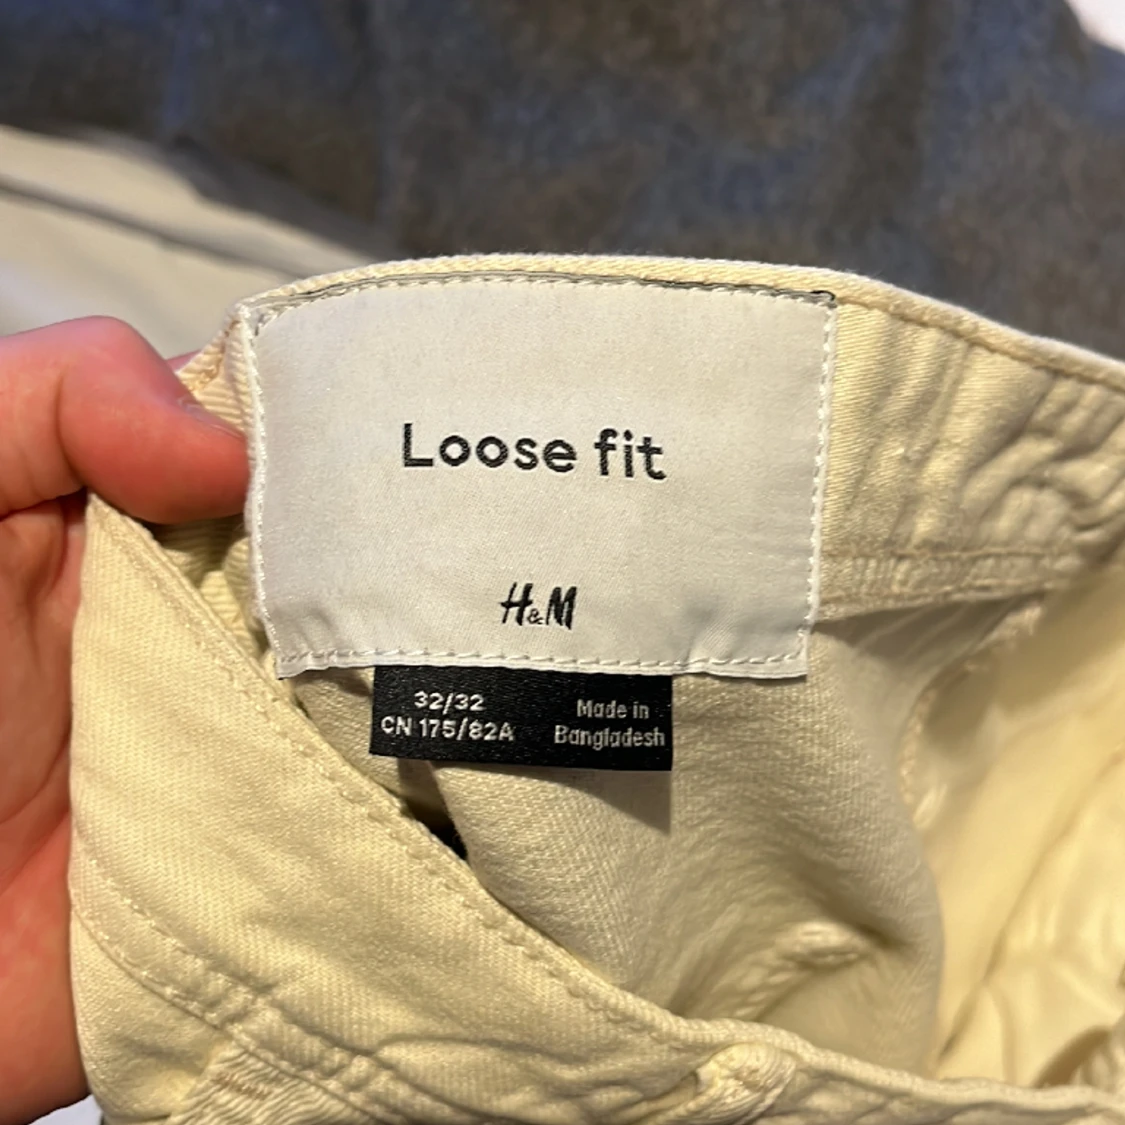 Loose fit
H&M
32/32
CN 175/82A
Made in
Bangladesh